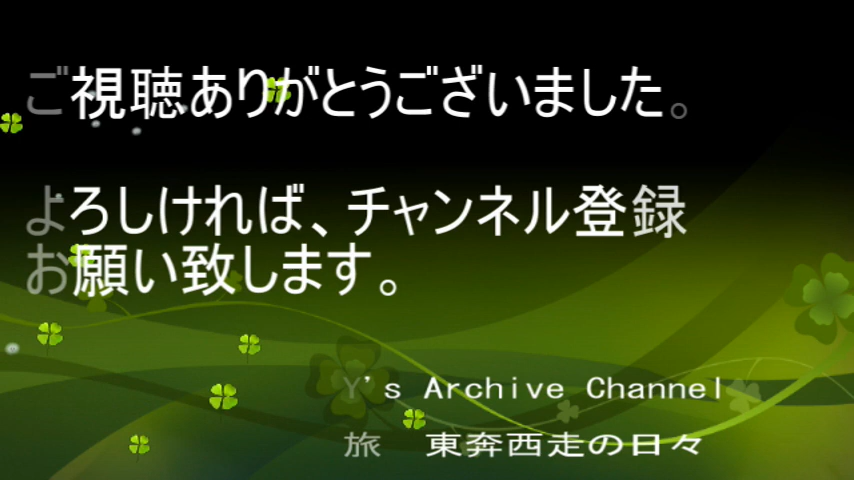 ご視聴ありがとうございました。
よろしければ、チャンネル登録
お願い致します。
Y's Archive Channel
旅　東奔西走の日々